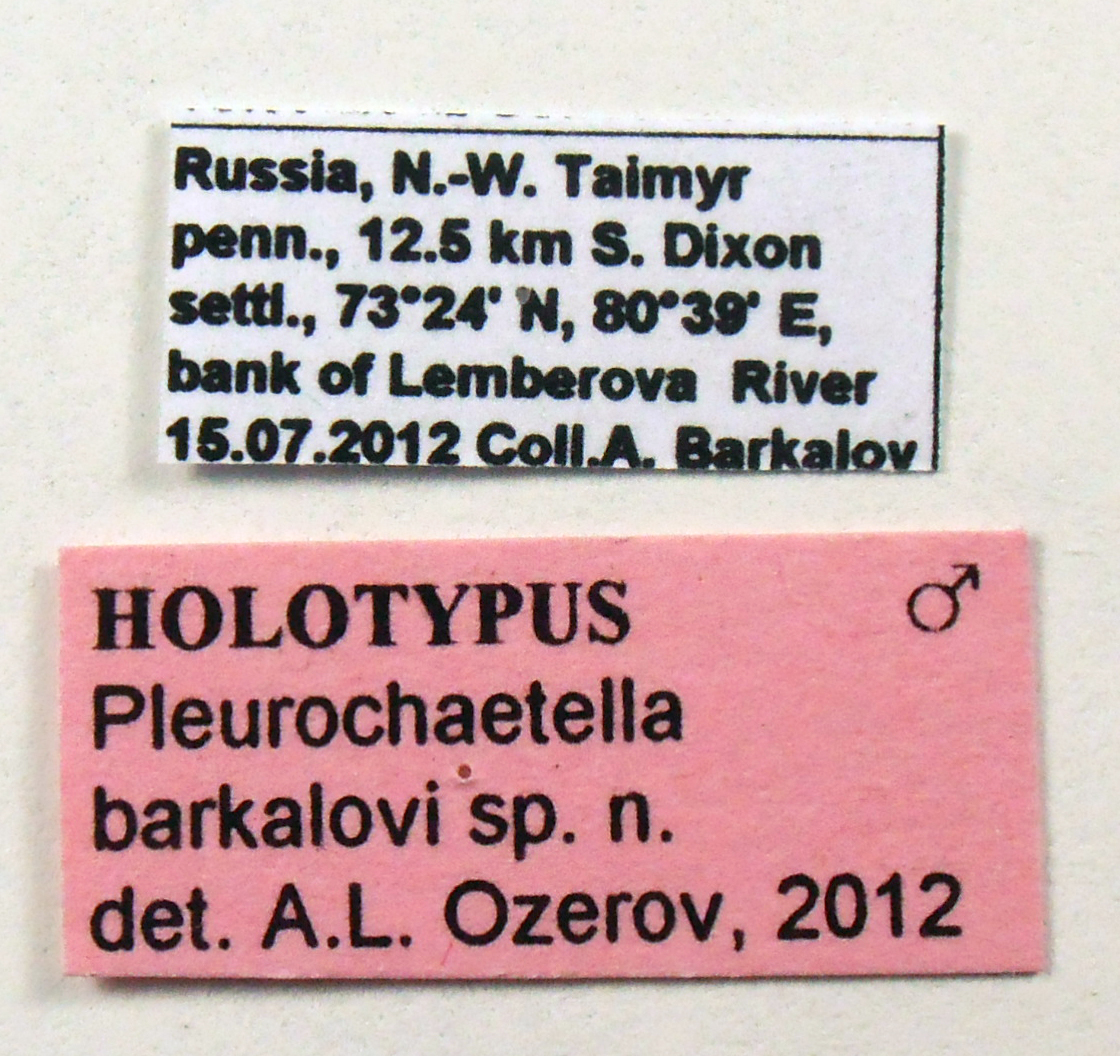 Russia, N.-W. Taimyr
penn., 12.5 km S. Dixon
settl., 73°24' N, 80°39' E,
bank of Lemberova River
15.07.2012 Coll.A. Barkalov
HOLOTYPUS ♂
Pleurochaetella
barkalovi sp. n.
det. A.L. Ozerov, 2012